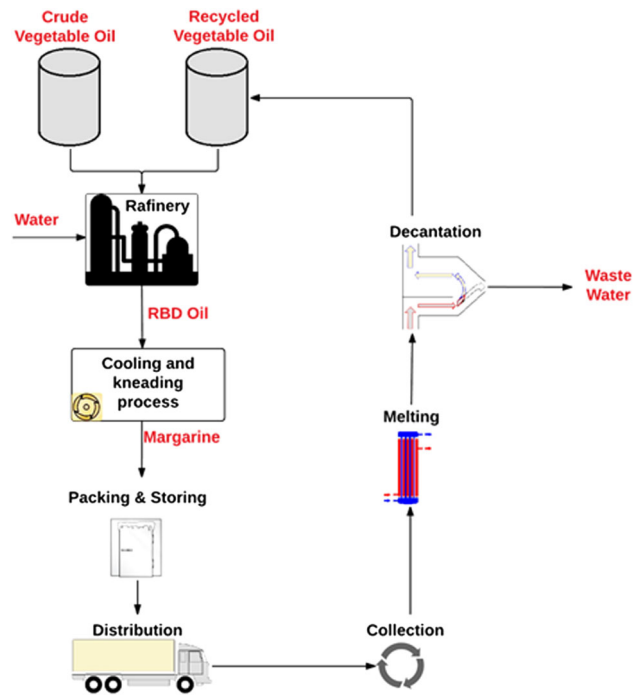 Crude
Vegetable Oil
Recycled
Vegetable Oil
Rafinery
Water
Decantation
Waste
Water
RBD Oil
Cooling and
kneading
process
Margarine
Melting
Packing & Storing
Distribution
Collection